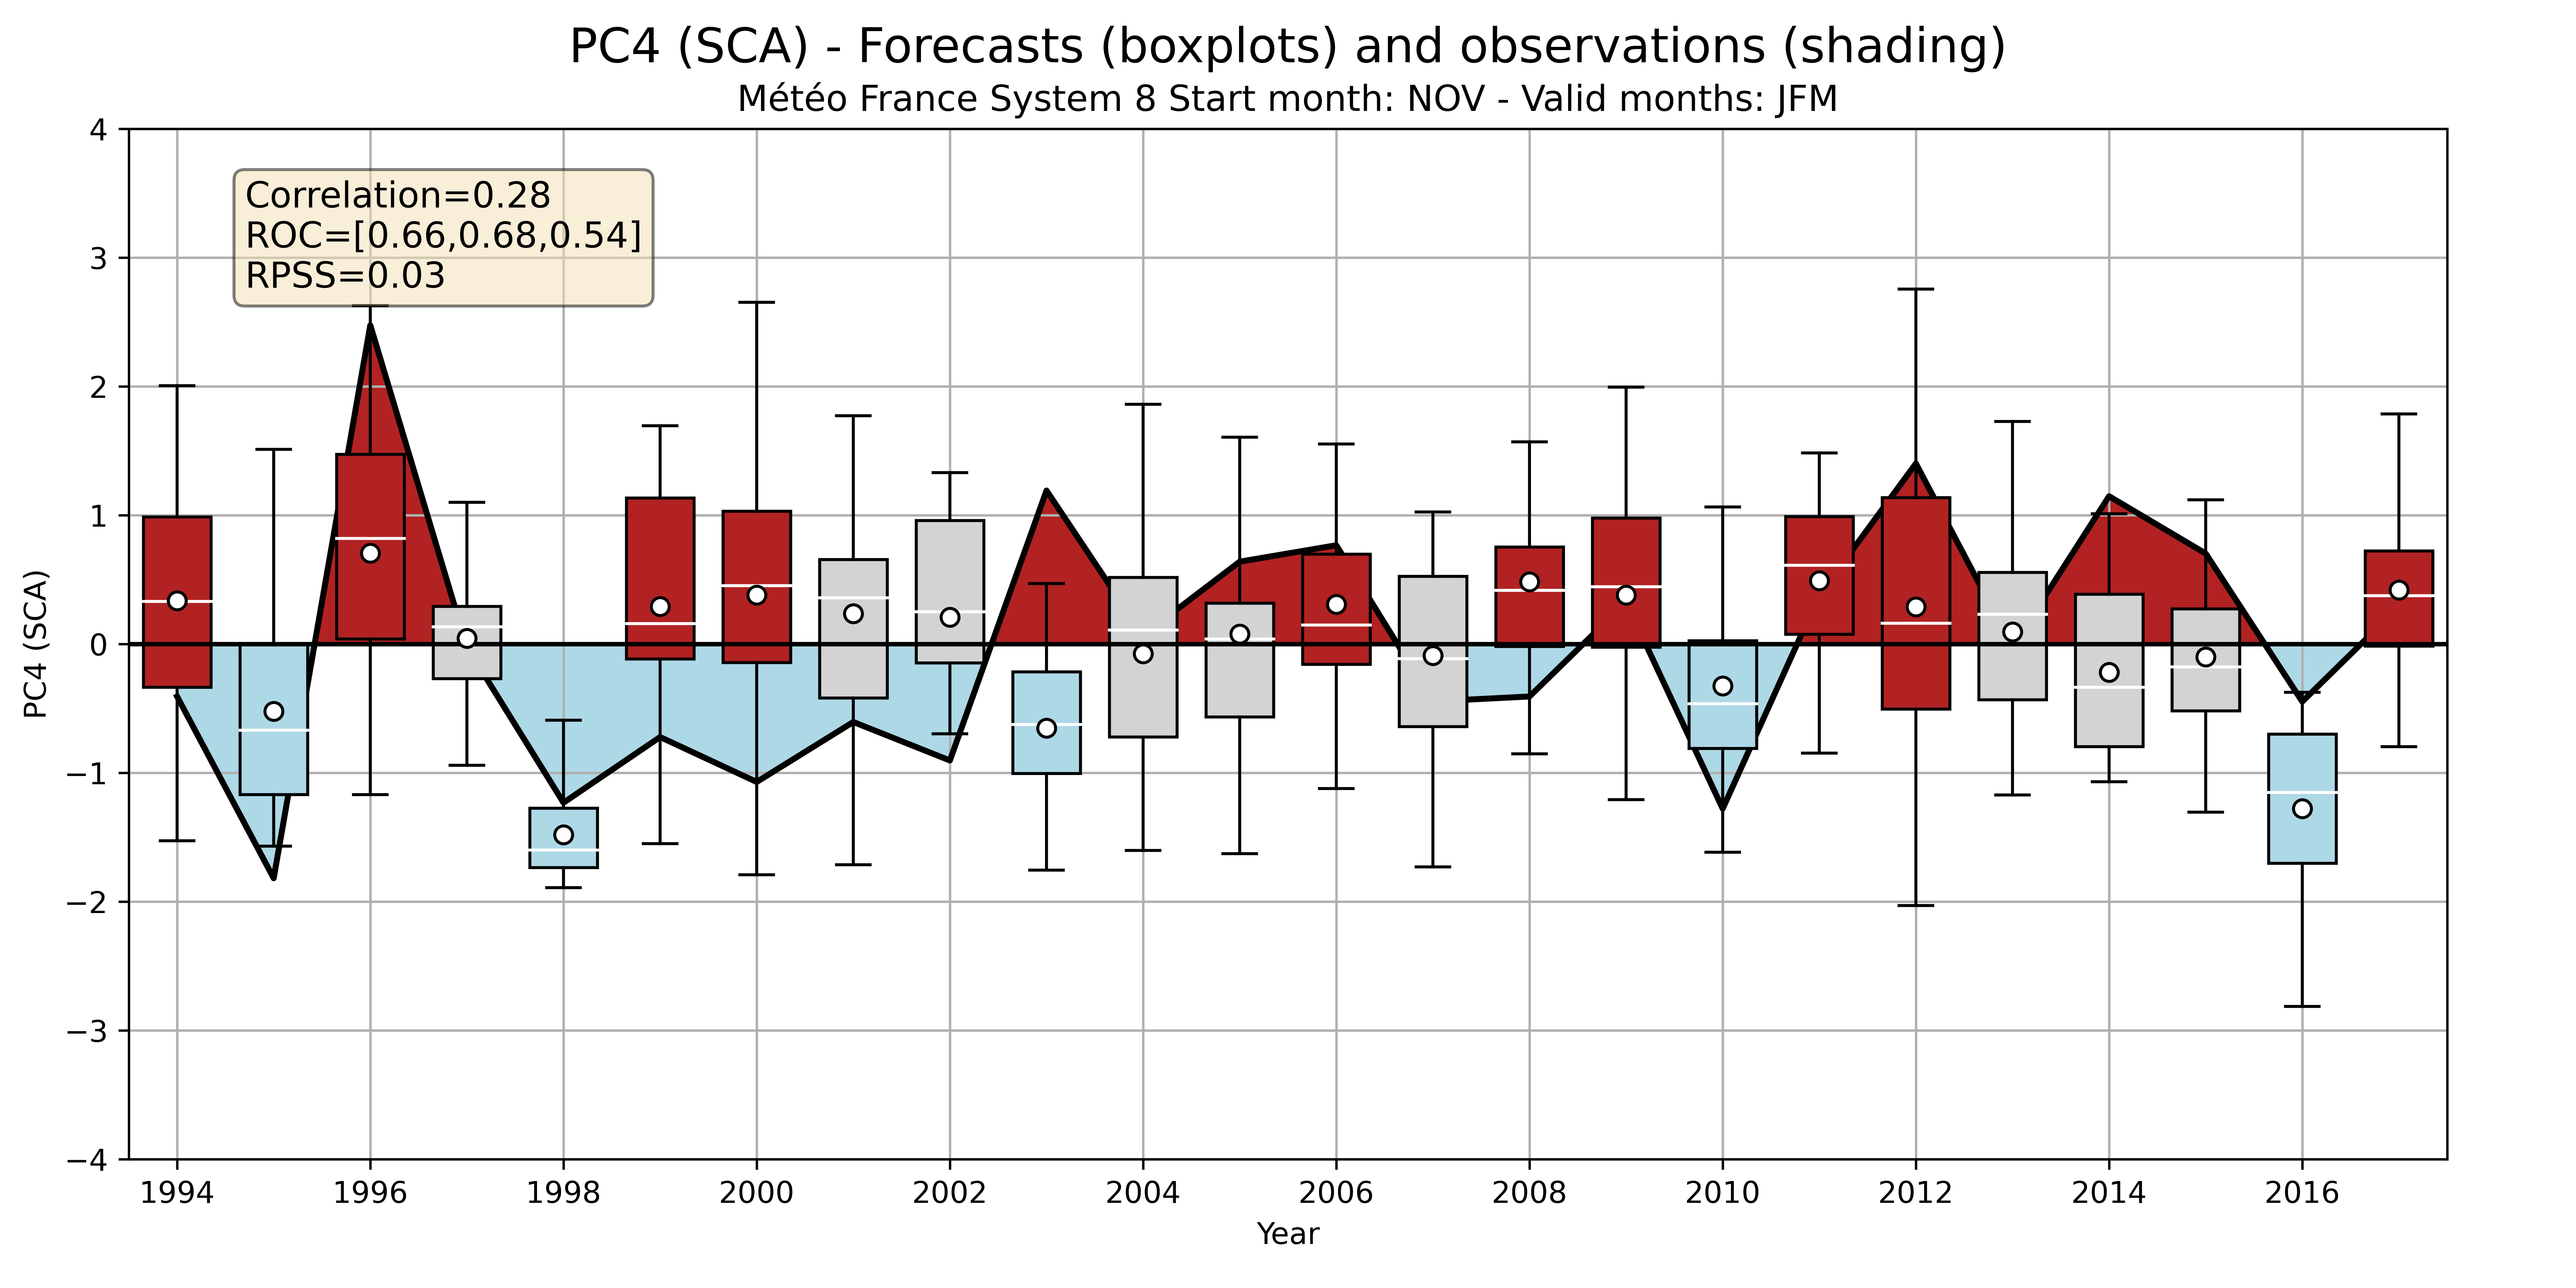 PC4 (SCA) - Forecasts (boxplots) and observations (shading)
Météo France System 8 Start month: NOV - Valid months: JFM
Correlation=0.28
ROC=[0.66,0.68,0.54]
RPSS=0.03
PC4 (SCA)
4
3
2
1
0
−1
−2
−3
−4
1994 1996 1998 2000 2002 2004 2006 2008 2010 2012 2014 2016
Year